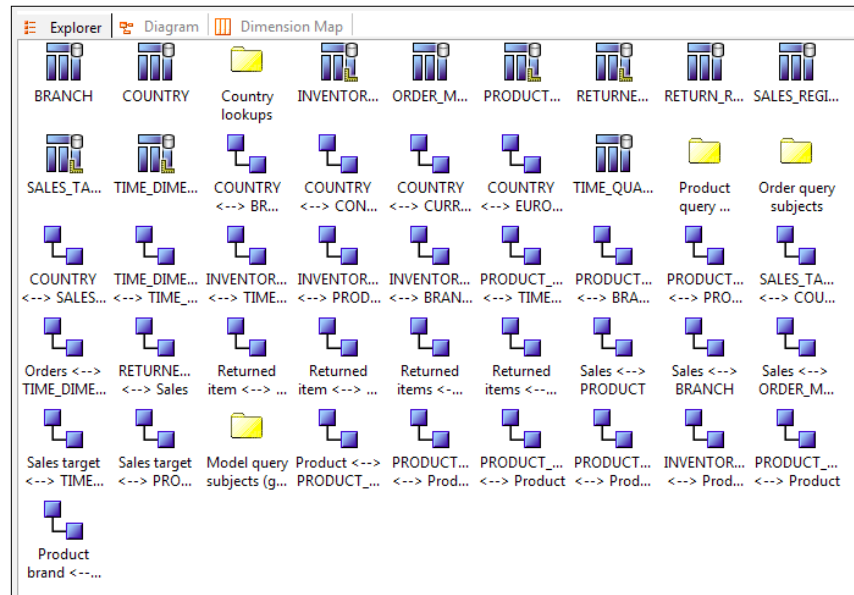 Explorer Diagram Dimension Map
BRANCH COUNTRY Country INVENTOR... ORDER_M... PRODUCT... RETURNE... RETURN_R... SALES_REGI...
lookups
SALES_TA... TIME_DIME... COUNTRY COUNTRY COUNTRY COUNTRY TIME_QUA... Product Order query
<--> BR... <--> CON... <--> CURR... <--> EURO... query ... subjects
COUNTRY TIME_DIME... INVENTOR... INVENTOR... INVENTOR... PRODUCT_... PRODUCT... PRODUCT... SALES_TA...
<--> SALES... <--> TIME_... <--> TIME... <--> PROD... <--> BRAN... <--> TIME... <--> BRA... <--> PRO... <--> COU...
Orders <--> RETURNE... Returned Returned Returned Returned Sales <--> Sales <--> Sales <-->
TIME_DIME... <--> Sales item <--> ... item <--> ... items <-... items <--... PRODUCT BRANCH ORDER_M...
Sales target Sales target Model query Product <--> PRODUCT... PRODUCT_... PRODUCT... INVENTOR... PRODUCT_...
<--> TIME... <--> PRO... subjects (g... PRODUCT_... <--> Prod... <--> Product <--> Prod... <--> Prod... <--> Product
Product
brand <--...